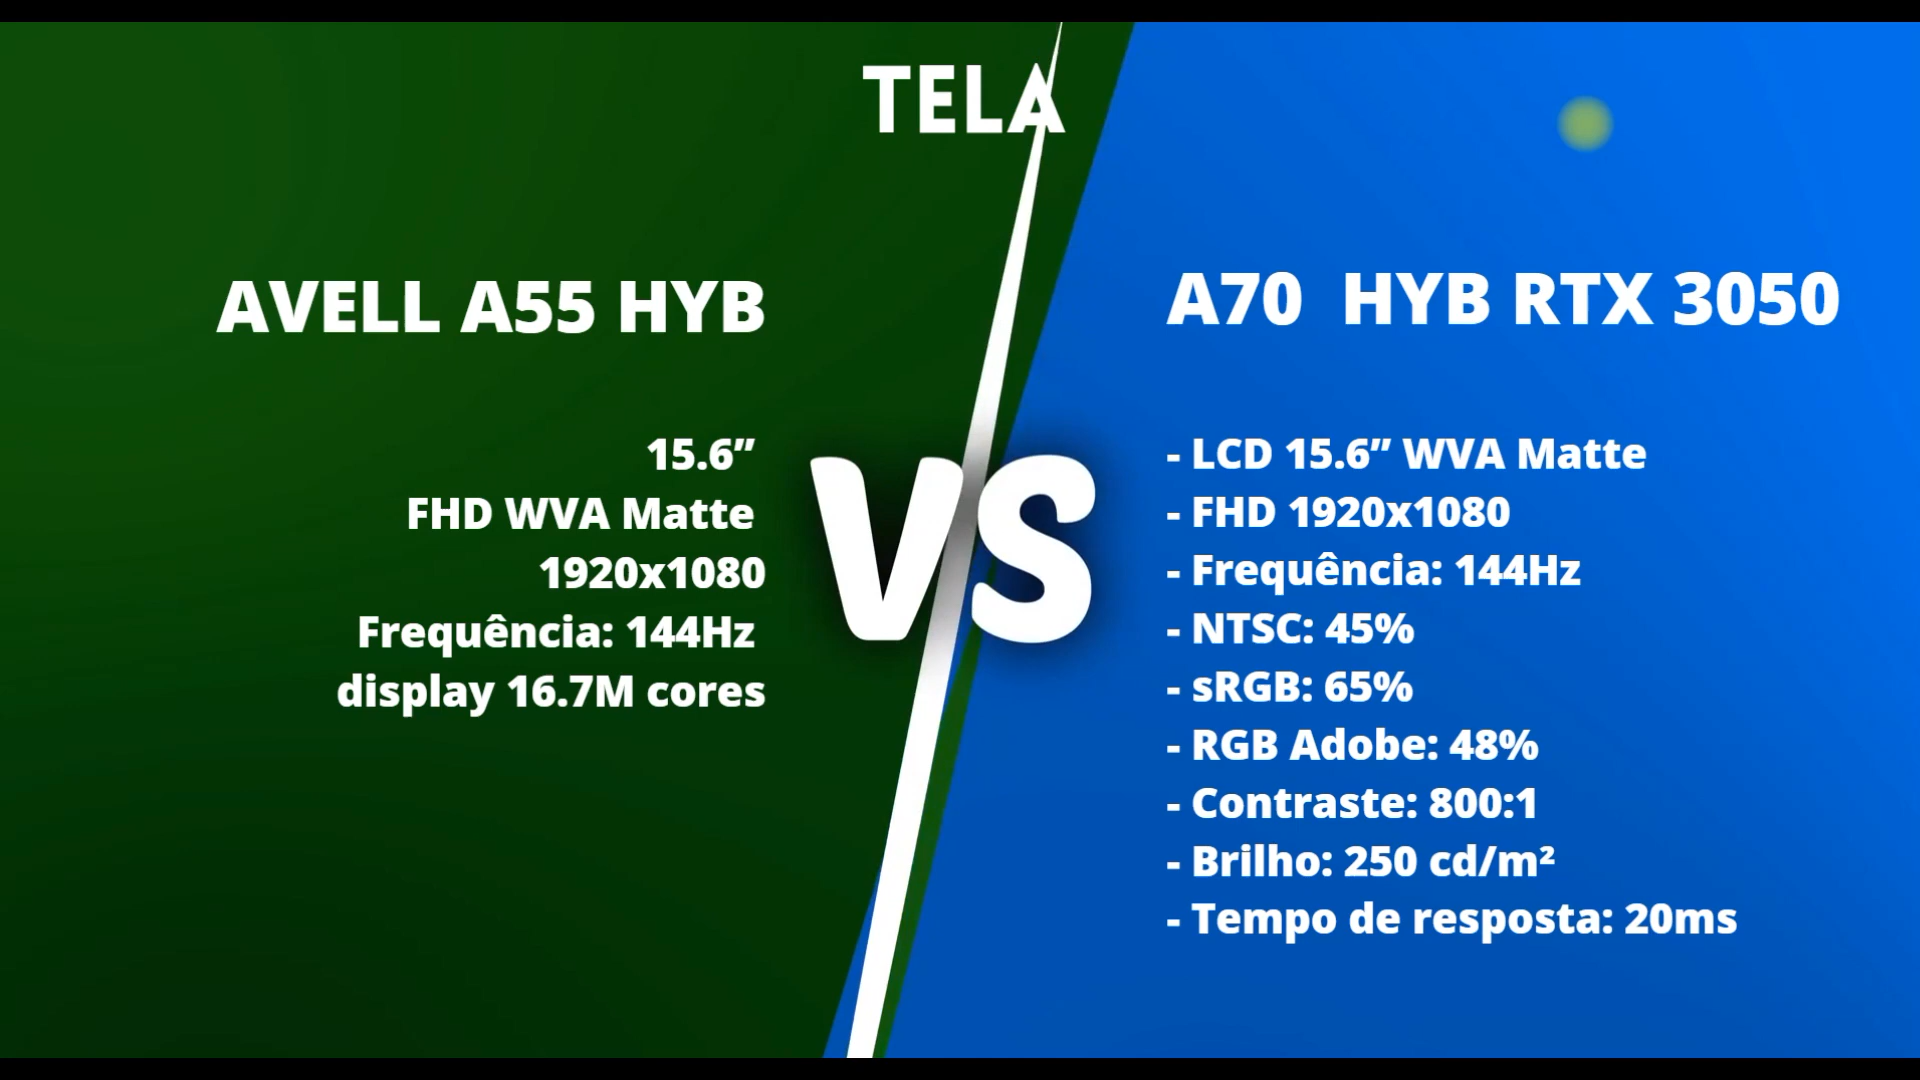 TELA
AVELL A55 HYB
15.6”
FHD WVA Matte
1920x1080
Frequência: 144Hz
display 16.7M cores
VS
A70 HYB RTX 3050
- LCD 15.6” WVA Matte
- FHD 1920x1080
- Frequência: 144Hz
- NTSC: 45%
- sRGB: 65%
- RGB Adobe: 48%
- Contraste: 800:1
- Brilho: 250 cd/m²
- Tempo de resposta: 20ms